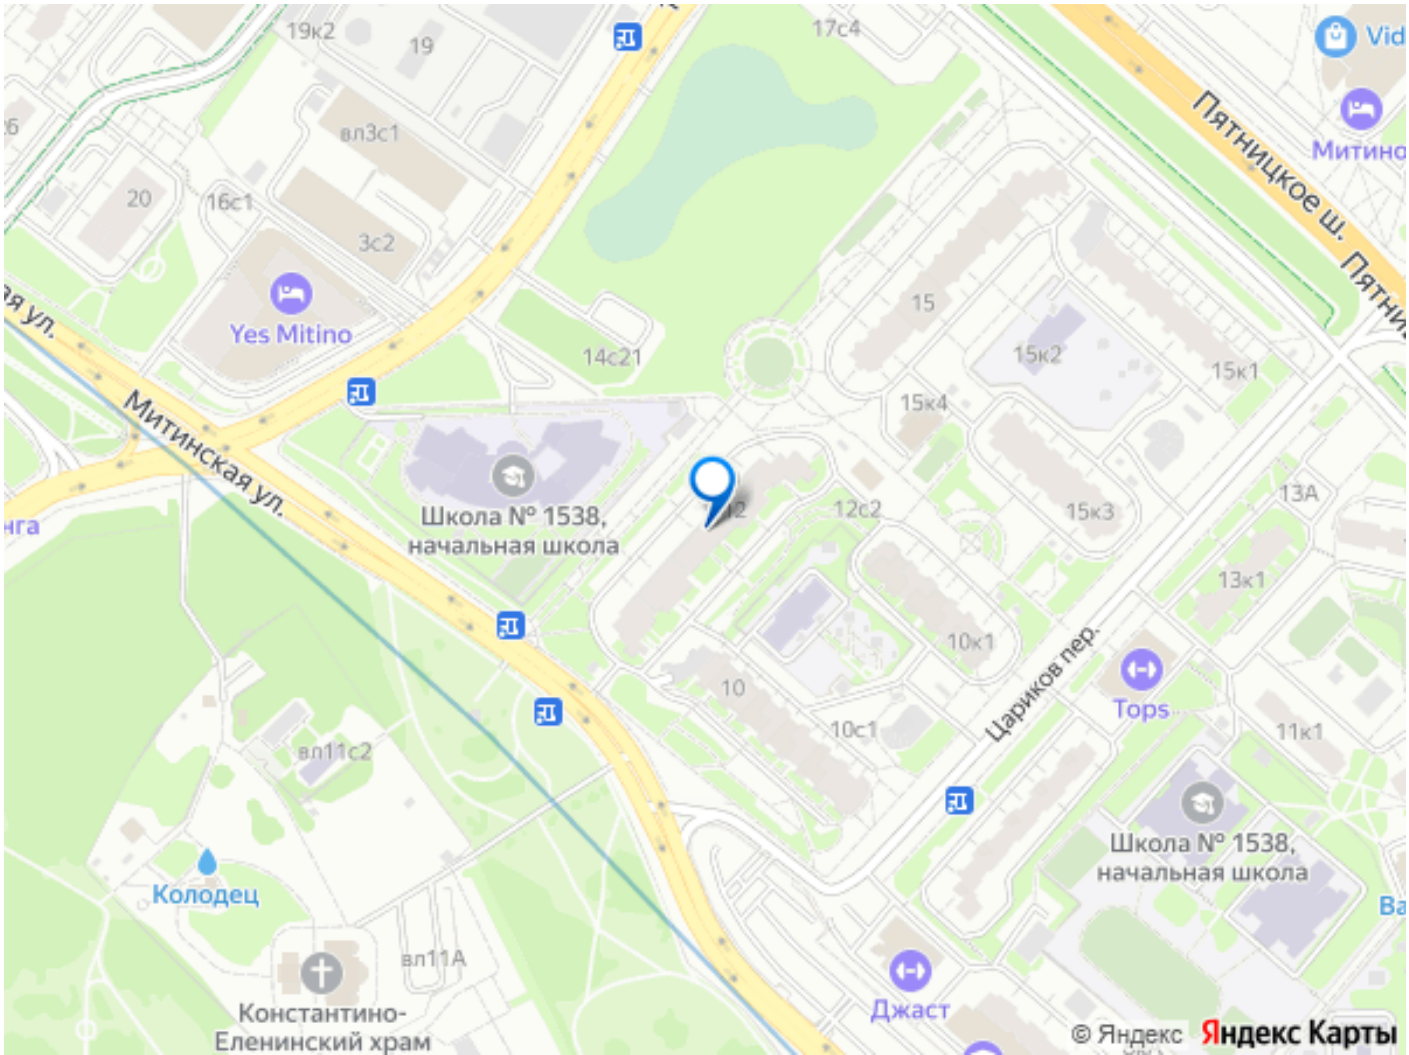 19к2
19
17с4
Vid
вл3с1
Митино
Пятницкое ш.
20
16с1
3с2
15
Yes Mitino
14с21
15к2
15к1
15к4
Митинская ул.
Школа № 1538,
начальная школа
12с2
15к3
13А
13к1
10к1
10
Цариков пер.
Tops
10с1
11к1
вл11с2
Школа № 1538,
начальная школа
Колодец
вл11А
Джаст
Константино-
Еленинский храм
© Яндекс Яндекс Карты